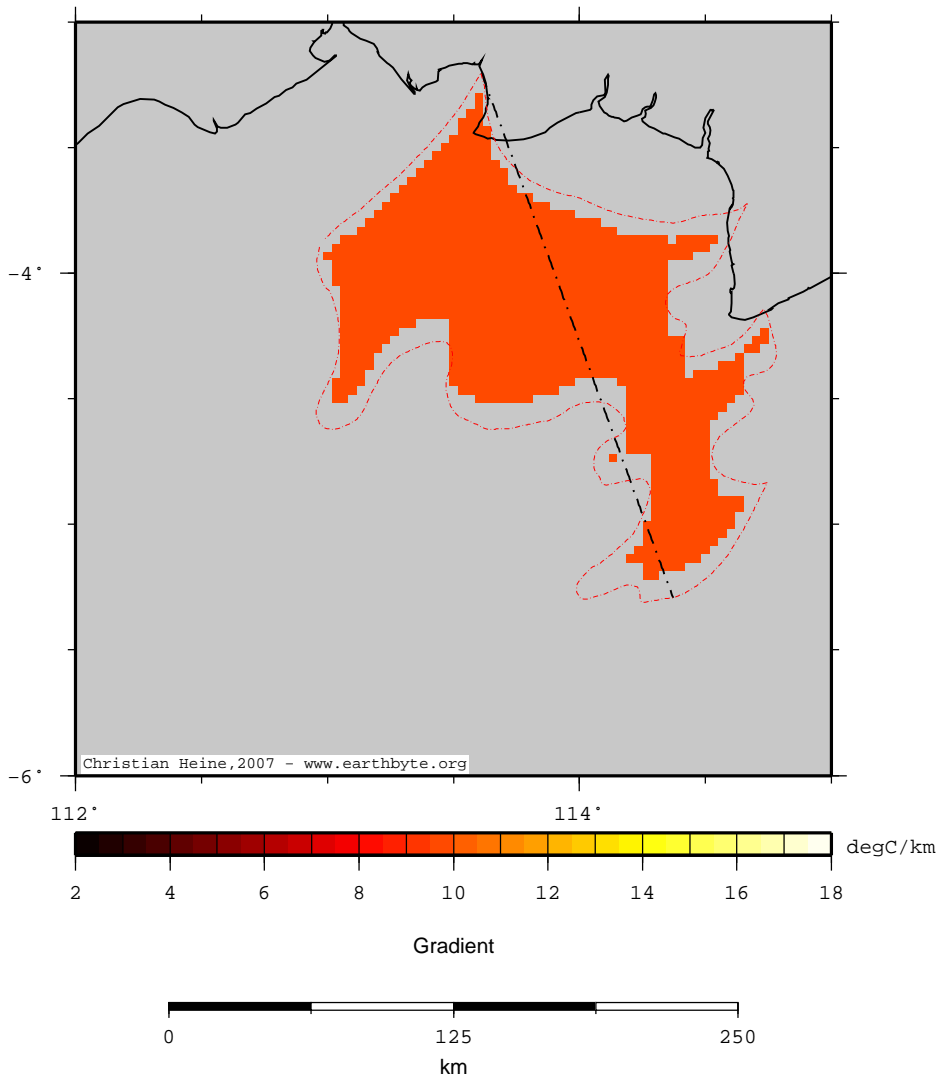 −4˚
−6˚
Christian Heine,2007 - www.earthbyte.org
112˚ 114˚
degC/km
2 4 6 8 10 12 14 16 18
Gradient
0 125 250
km